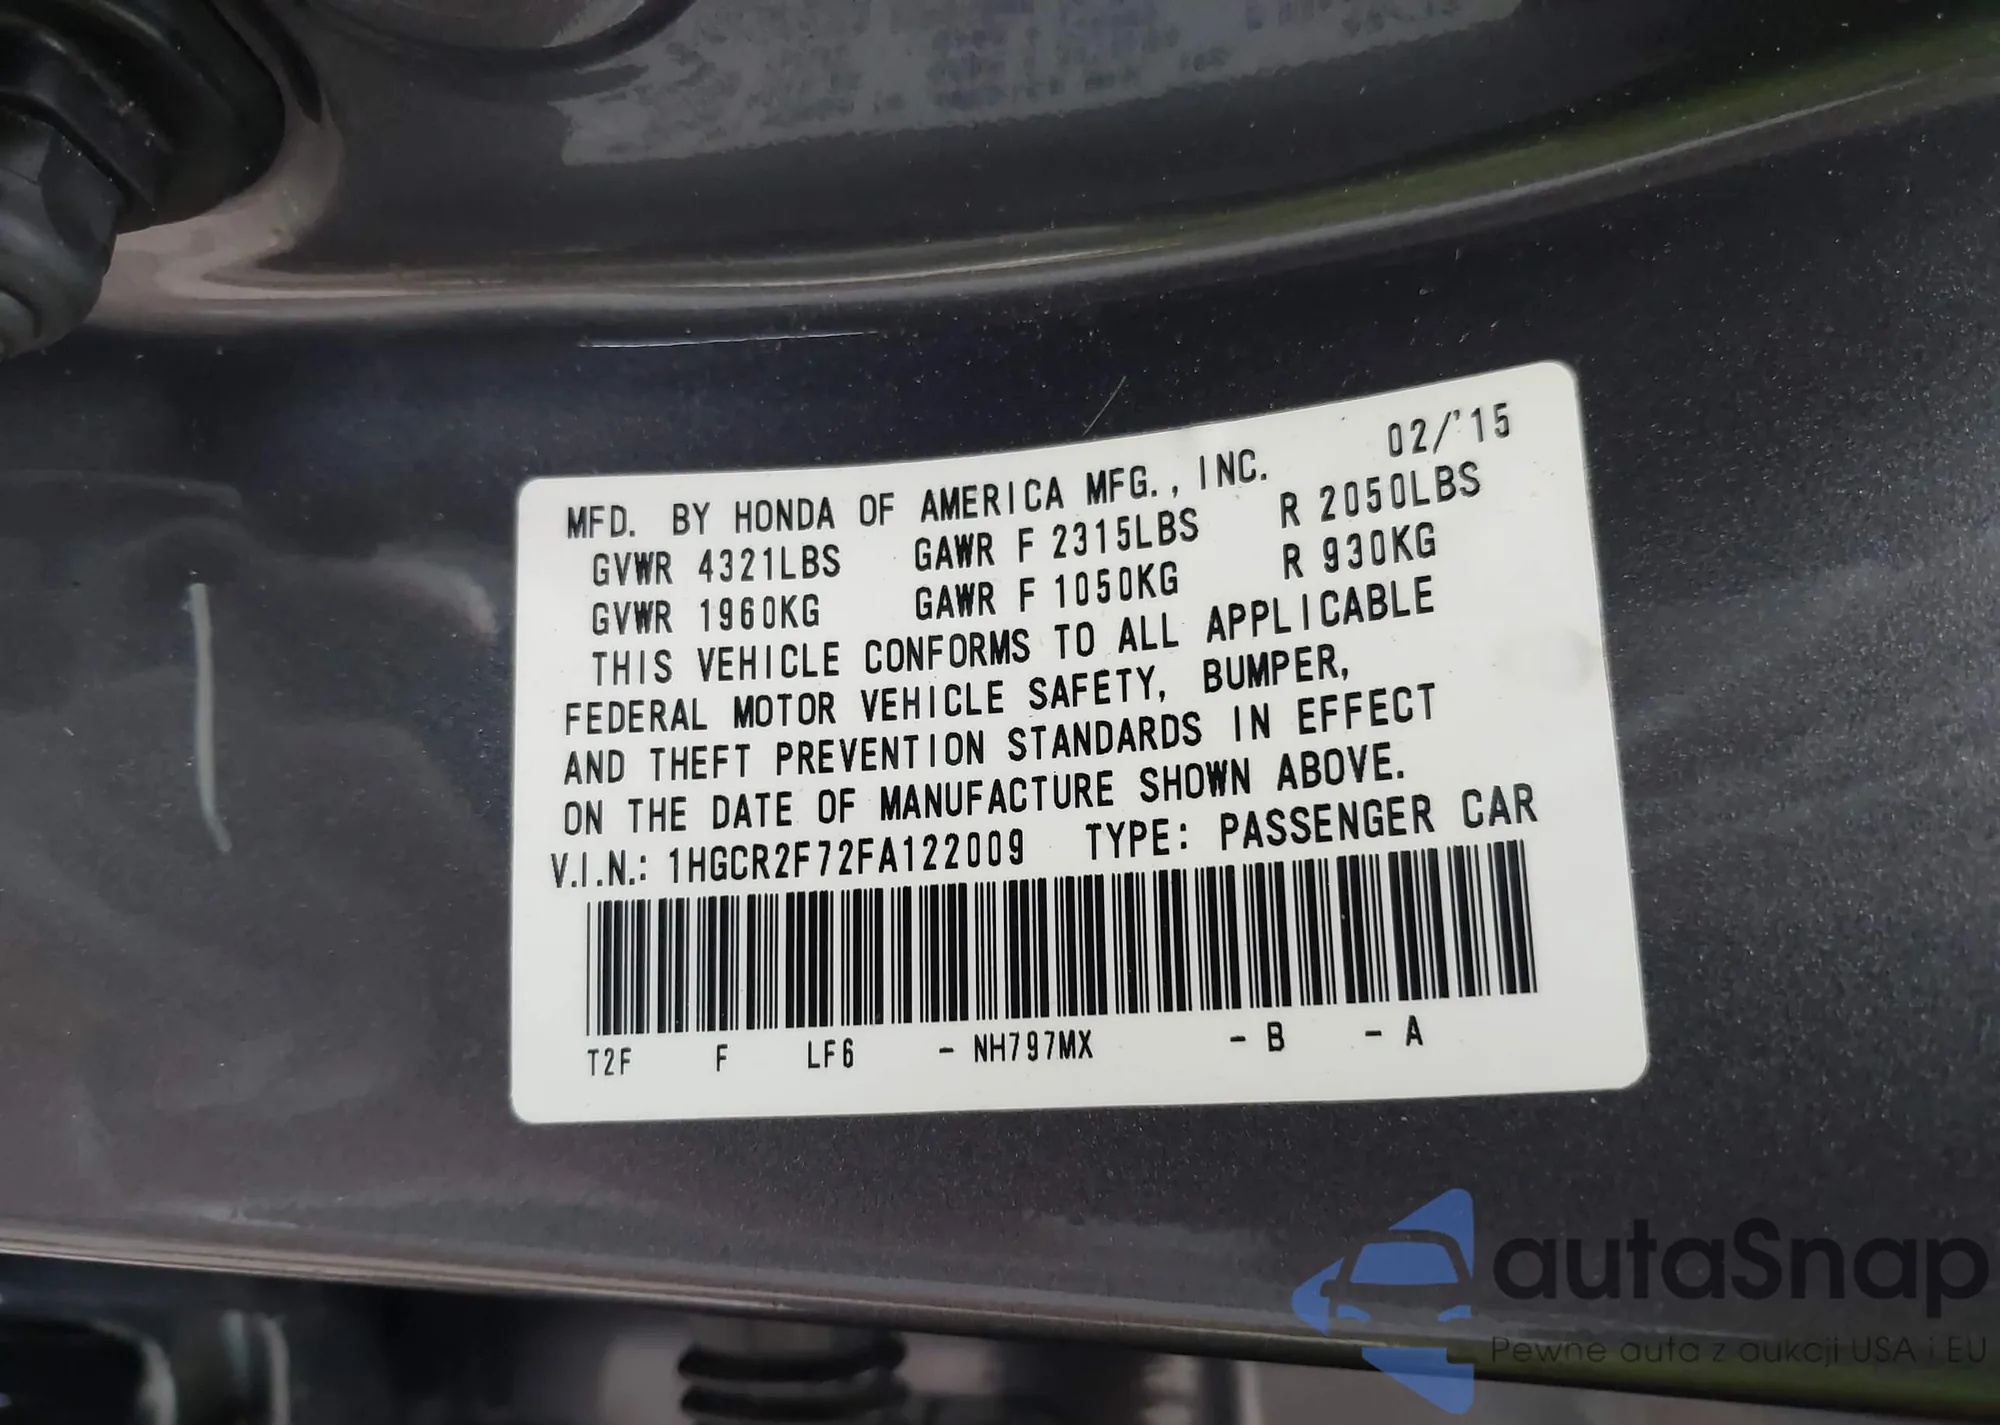 02/'15
MFD. BY HONDA OF AMERICA MFG., INC.
GVWR 4321LBS GAWR F 2315LBS R 2050LBS
GVWR 1960KG GAWR F 1050KG R 930KG
THIS VEHICLE CONFORMS TO ALL APPLICABLE
FEDERAL MOTOR VEHICLE SAFETY, BUMPER,
AND THEFT PREVENTION STANDARDS IN EFFECT
ON THE DATE OF MANUFACTURE SHOWN ABOVE.
V.I.N.: 1HGCR2F72FA122009 TYPE: PASSENGER CAR
T2F F LF6 - NH797MX - B - A
autaSnap
Pewne auta z aukcji USA i EU